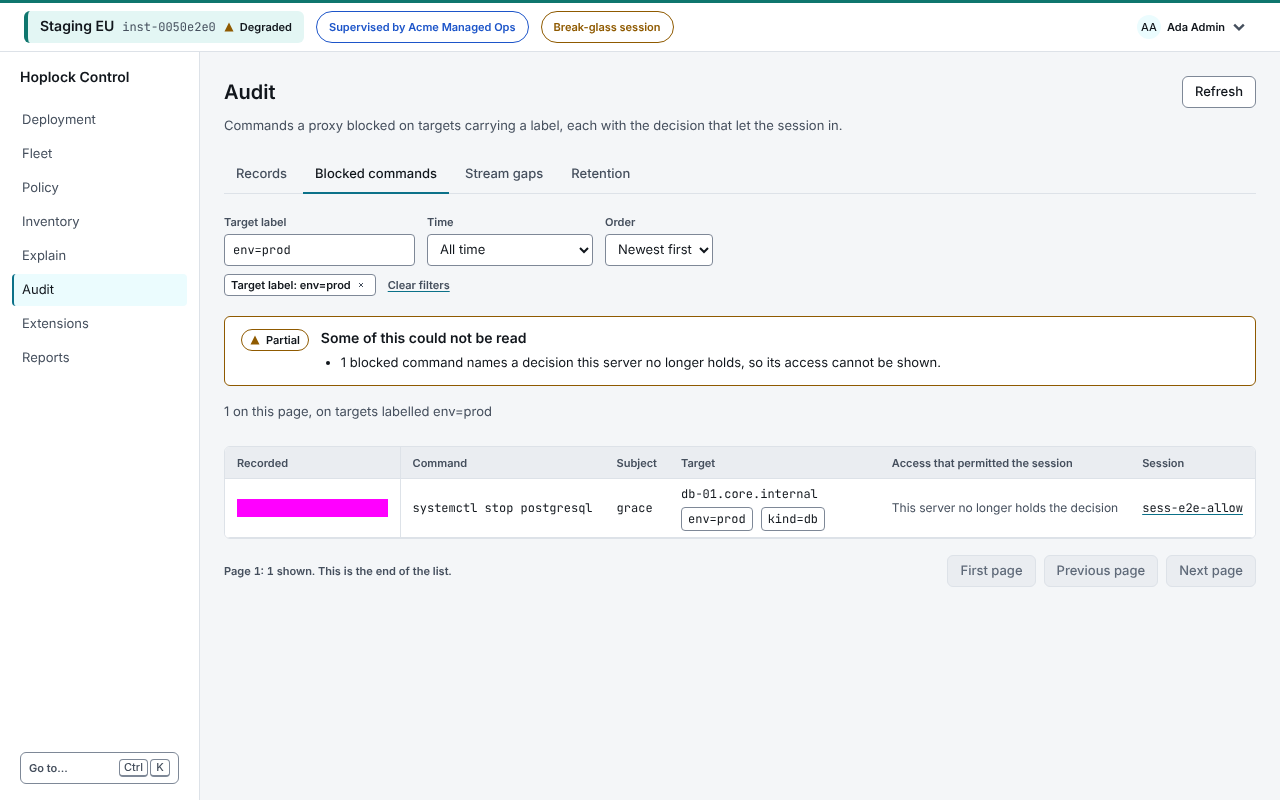 Staging EU inst-0050e2e0 Degraded
Supervised by Acme Managed Ops
Break-glass session
AA Ada Admin
Hoplock Control
Deployment
Fleet
Policy
Inventory
Explain
Audit
Extensions
Reports
Go to... Ctrl K
Audit
Refresh
Commands a proxy blocked on targets carrying a label, each with the decision that let the session in.
Records Blocked commands Stream gaps Retention
Target label Time Order
env=prod All time Newest first
Target label: env=prod × Clear filters
Partial Some of this could not be read
• 1 blocked command names a decision this server no longer holds, so its access cannot be shown.
1 on this page, on targets labelled env=prod
Recorded Command Subject Target Access that permitted the session Session
systemctl stop postgresql grace db-01.core.internal This server no longer holds the decision sess-e2e-allow
env=prod kind=db
Page 1: 1 shown. This is the end of the list.
First page Previous page Next page